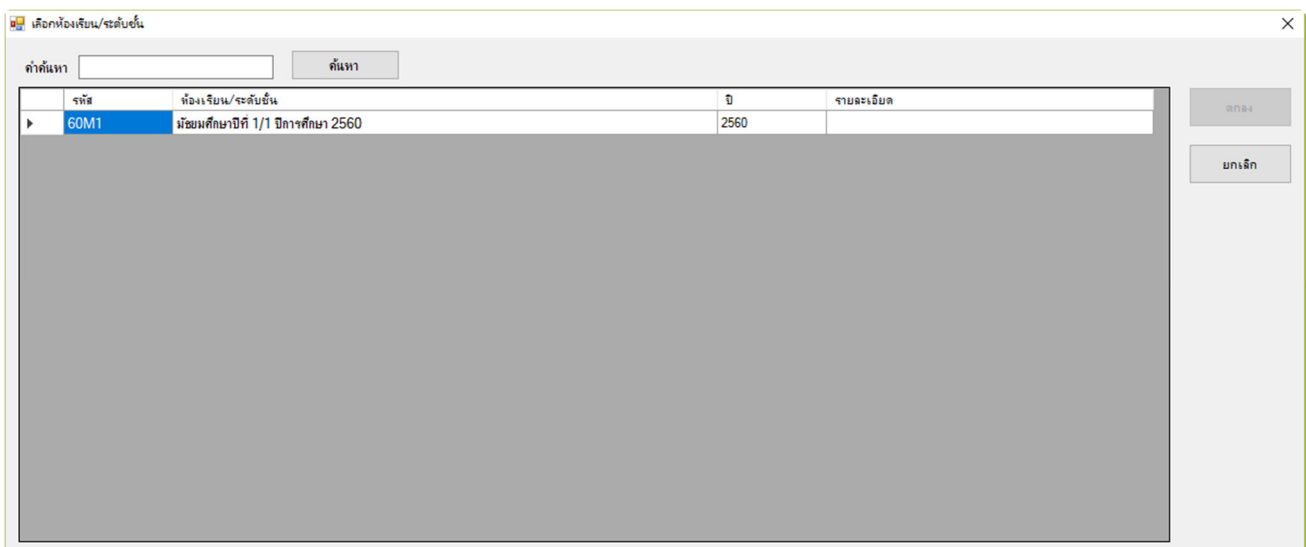 เลือกห้องเรียน/ระดับชั้น
คำค้นหา ค้นหา
รหัส ห้องเรียน/ระดับชั้น ปี รายละเอียด
60M1 มัธยมศึกษาปีที่ 1/1 ปีการศึกษา 2560 2560
ตกลง
ยกเลิก